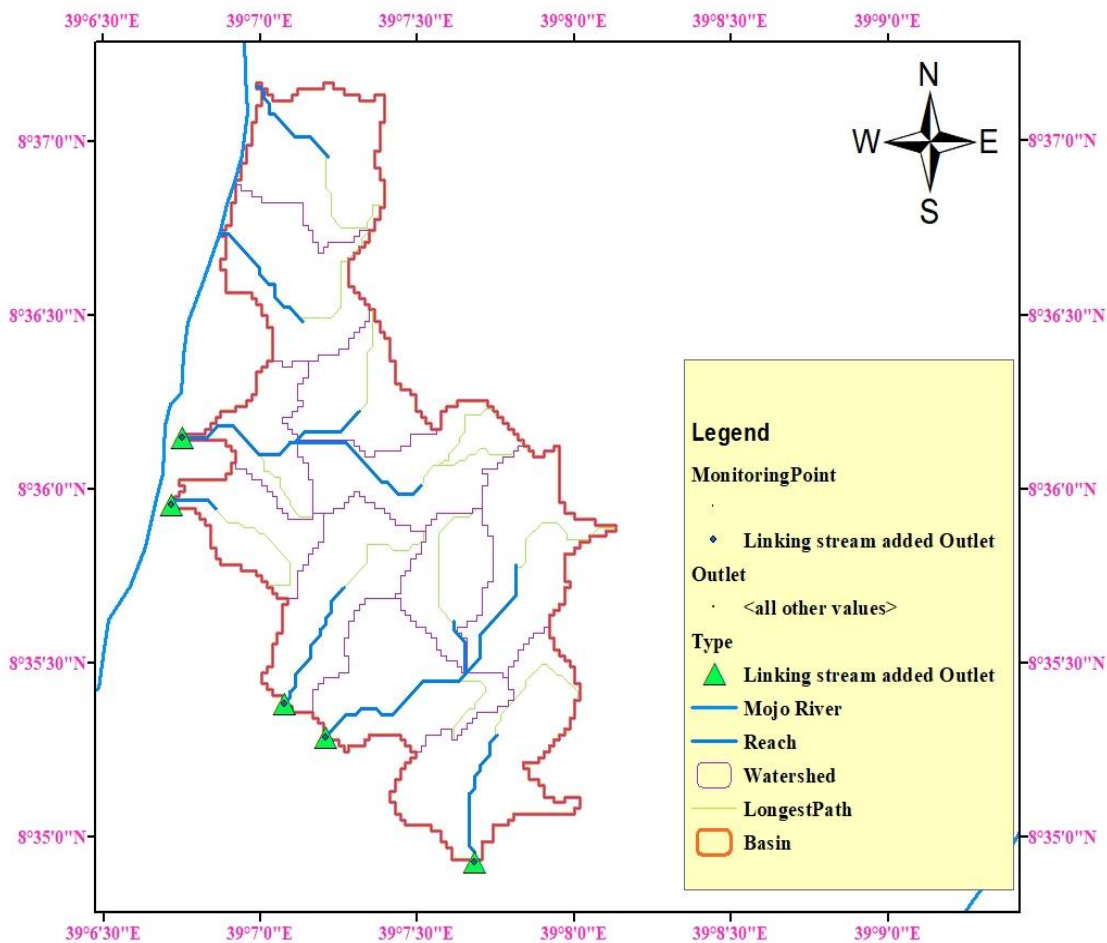 39°6'30"E 39°7'0"E 39°7'30"E 39°8'0"E 39°8'30"E 39°9'0"E
N
W E
S
8°37'0"N 8°37'0"N
8°36'30"N 8°36'30"N
8°36'0"N 8°36'0"N
8°35'30"N 8°35'30"N
8°35'0"N 8°35'0"N
Legend
MonitoringPoint
Linking stream added Outlet
Outlet
<all other values>
Type
Linking stream added Outlet
Mojo River
Reach
Watershed
LongestPath
Basin
39°6'30"E 39°7'0"E 39°7'30"E 39°8'0"E 39°8'30"E 39°9'0"E